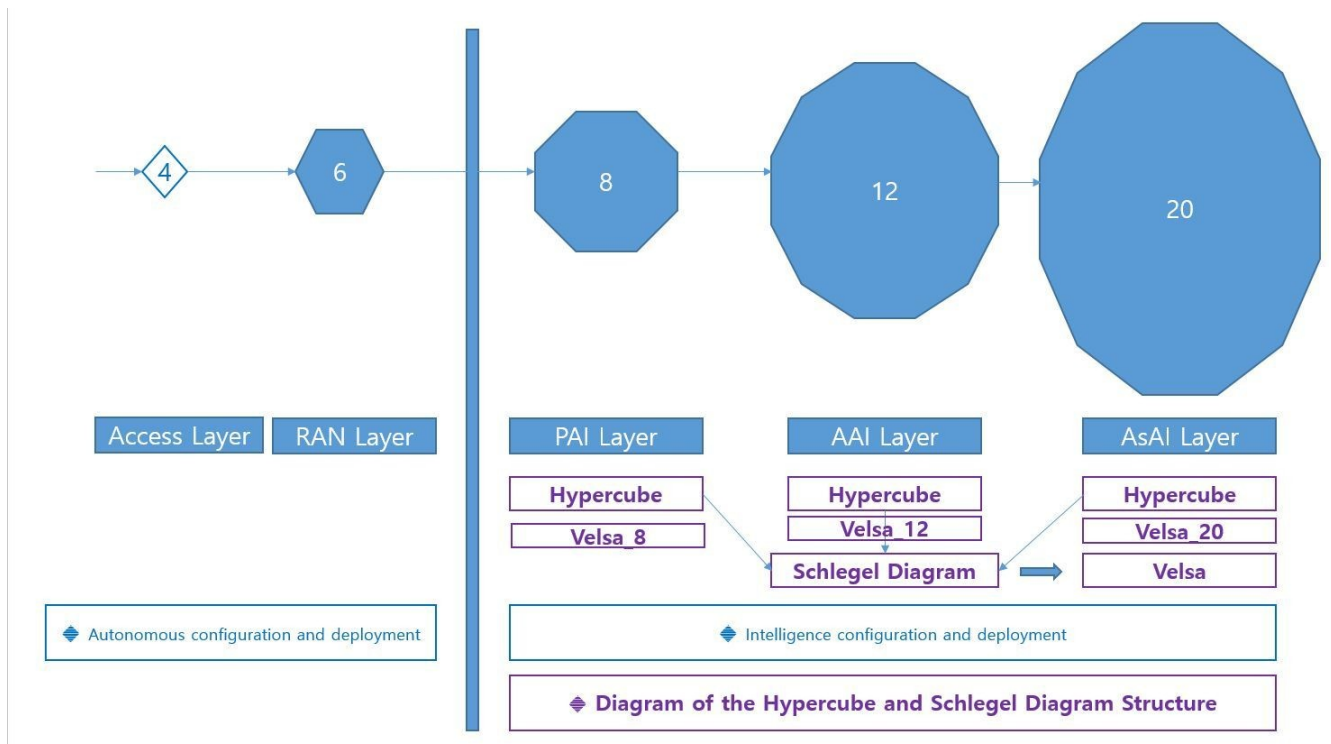 4
6
8
12
20
Access Layer
RAN Layer
PAI Layer
AAI Layer
AsAI Layer
Hypercube
Hypercube
Hypercube
Velsa_8
Velsa_12
Velsa_20
Schlegel Diagram
Velsa
Autonomous configuration and deployment
Intelligence configuration and deployment
Diagram of the Hypercube and Schlegel Diagram Structure